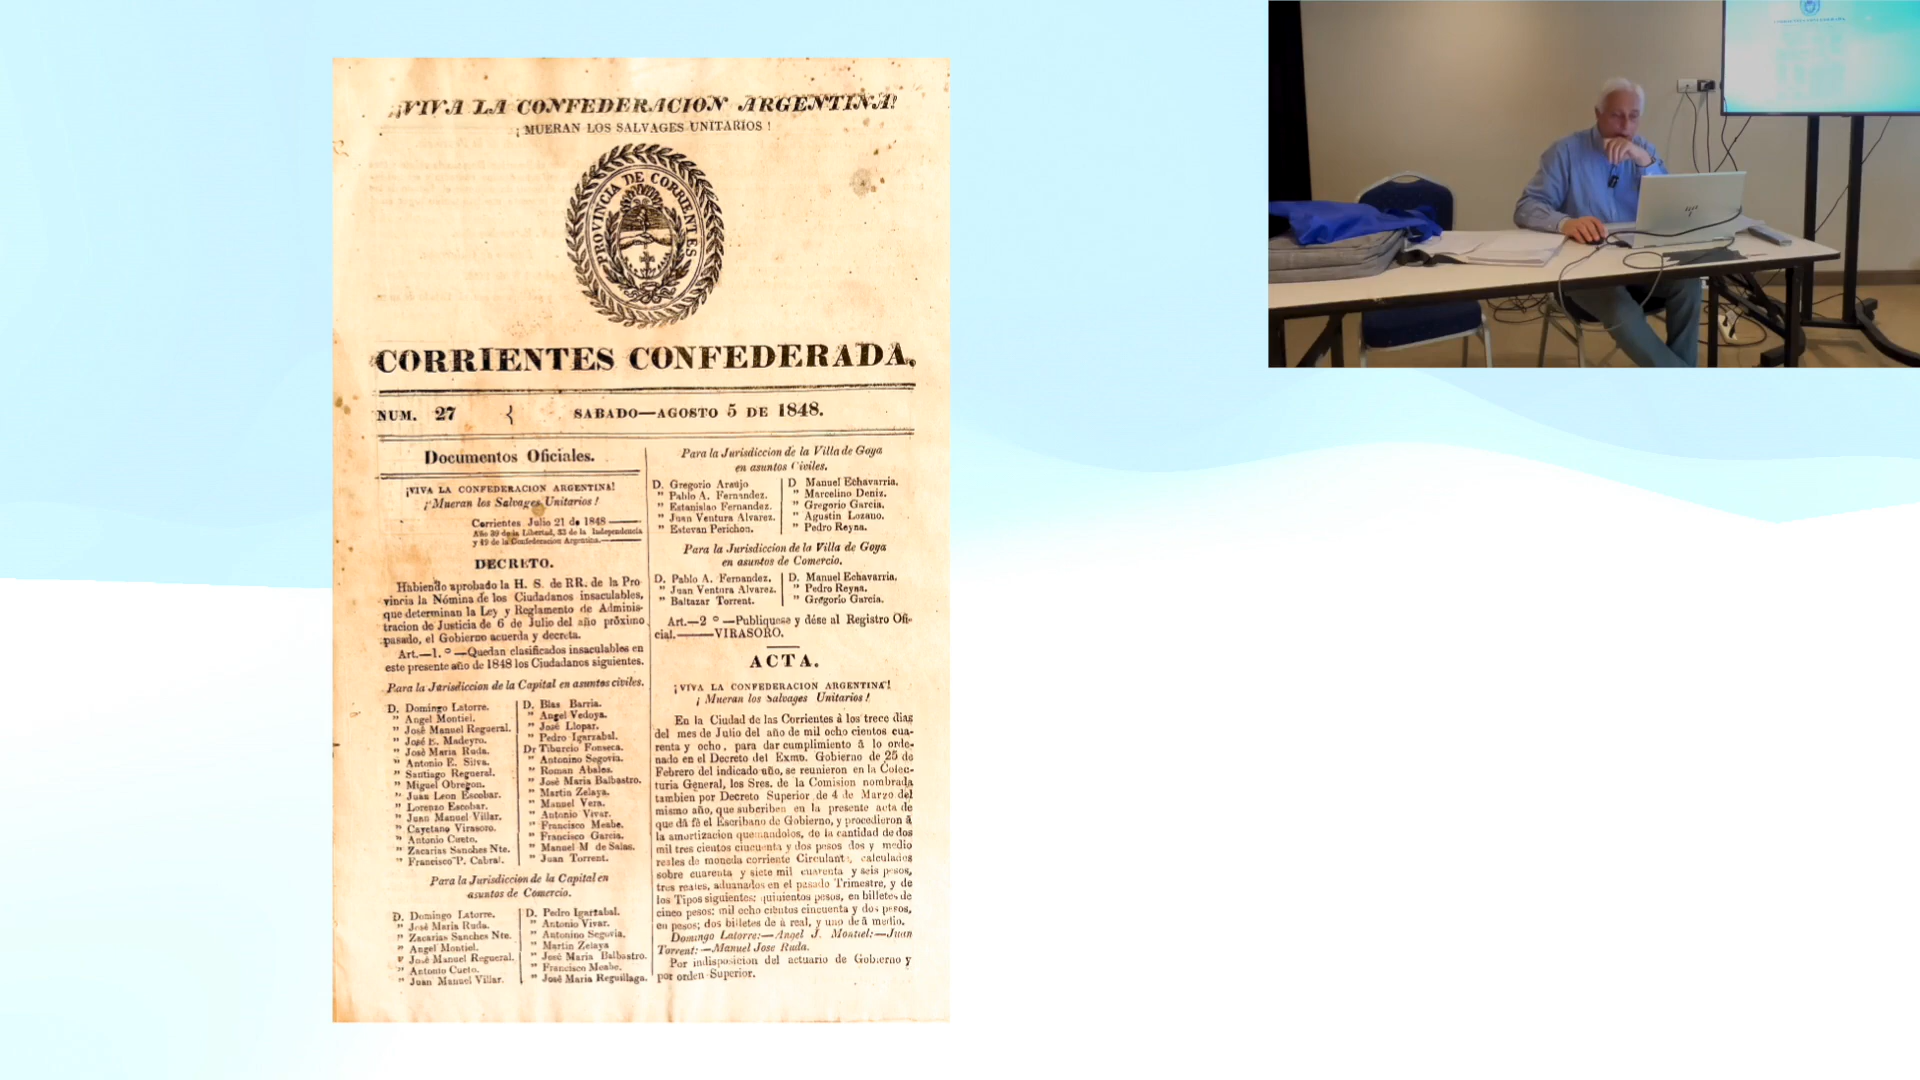 ¡VIVA LA CONFEDERACION ARGENTINA!
¡ MUERAN LOS SALVAGES UNITARIOS !
PROVINCIA DE CORRIENTES
CORRIENTES CONFEDERADA.
NUM. 27 { SABADO—AGOSTO 5 DE 1848.
Documentos Oficiales.
¡VIVA LA CONFEDERACION ARGENTINA!
¡Mueran los Salvages Unitarios!
Corrientes Julio 21 de 1848
Año 39 de la Libertad, 33 de la Independencia
y 19 de la Confederacion Argentina.
DECRETO.
Habiendo aprobado la H. S. de RR. de la Pro
vincia la Nómina de los Ciudadanos insaculables,
que determinan la Ley y Reglamento de Adminis-
tracion de Justicia de 6 de Julio del año próximo
pasado, el Gobierno acuerda y decreta.
Art.—1. º —Quedan clasificados insaculables en
este presente año de 1848 los Ciudadanos siguientes.
Para la Jurisdiccion de la Capital en asuntos civiles.
D. Domingo Latorre.
" Angel Montiel.
" José Manuel Regueral.
" José E. Madeyro.
" José Maria Ruda.
" Antonio E. Silva.
" Santiago Regueral.
" Miguel Obregon.
" Juan Leon Escobar.
" Lorenzo Escobar.
" Juan Manuel Villar.
" Cayetano Virasoro.
" Antonio Cueto.
" Zacarias Sanches Nte.
" Francisco P. Cabral.
D. Blas Barria.
" Angel Vedoya.
" José Llopar.
" Pedro Igarzabal.
Dr Tiburcio Fonseca.
" Antonino Segovia.
" Roman Abalos.
" José Maria Balbastro.
" Martin Zelaya.
" Manuel Vera.
" Antonio Vivar.
" Francisco Meabe.
" Francisco Garcia.
" Manuel M de Salas.
" Juan Torrent.
Para la Jurisdiccion de la Capital en
asuntos de Comercio.
D. Domingo Latorre.
" José Maria Ruda.
" Zacarias Sanches Nte.
" Angel Montiel.
" José Manuel Regueral.
" Antonio Cueto.
" Juan Manuel Villar.
D. Pedro Igarzabal.
" Antonio Vivar.
" Antonino Segovia.
" Martin Zelaya
" José Maria Balbastro.
" Francisco Meabe.
" José Maria Reguillaga.
Para la Jurisdiccion de la Villa de Goya
en asuntos Civiles.
D. Gregorio Araujo
" Pablo A. Fernandez.
" Estanislao Fernandez.
" Juan Ventura Alvarez.
" Estevan Perichon.
D Manuel Echavarria.
" Marcelino Deniz.
" Gregorio Garcia.
" Agustin Lozano.
" Pedro Reyna.
Para la Jurisdiccion de la Villa de Goya
en asuntos de Comercio.
D. Pablo A. Fernandez.
" Juan Ventura Alvarez.
" Baltazar Torrent.
D. Manuel Echavarria.
" Pedro Reyna.
" Gregorio Garcia.
Art.—2 º —Publiquese y dése al Registro Ofi-
cial.——VIRASORO.
ACTA.
¡VIVA LA CONFEDERACION ARGENTINA!
¡ Mueran los Salvages Unitarios !
En la Ciudad de las Corrientes à los trece dias
del mes de Julio del año de mil ocho cientos cua-
renta y ocho, para dar cumplimiento â lo orde-
nado en el Decreto del Exmo. Gobierno de 25 de
Febrero del indicado año, se reunieron en la Colec-
turia General, los Sres. de la Comision nombrada
tambien por Decreto Superior de 4 de Marzo del
mismo año, que suberiben en la presente acta de
que dá fé el Escribano de Gobierno, y procedieron â
la amortizacion quemandolos, de la cantidad de dos
mil tres cientos cincuenta y dos pesos dos y medio
reales de moneda corriente Circulante, calculados
sobre cuarenta y siete mil cuarenta y seis pesos,
tres reales, aduanados en el pasado Trimestre, y de
los Tipos siguientes: quinientos pesos, en billetes de
cinco pesos: mil ocho cientos cincuenta y dos pesos,
en pesos; dos billetes de à real, y uno de â medio.
Domingo Latorre:—Angel J. Montiel:—Juan
Torrent:—Manuel Jose Ruda.
Por indisposicion del actuario de Gobierno y
por orden Superior.